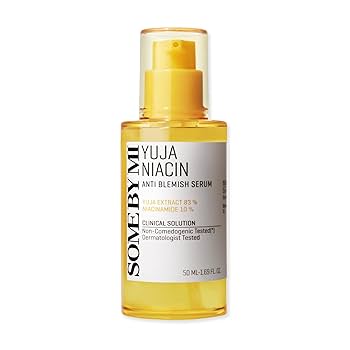 SOME BY MI
YUJA
NIACIN
ANTI BLEMISH SERUM
YUJA EXTRACT 83 %
NIACINAMIDE 10 %
CLINICAL SOLUTION
Non-Comedogenic Tested(*)
Dermatologist Tested
50 ML-1.69 FL.OZ